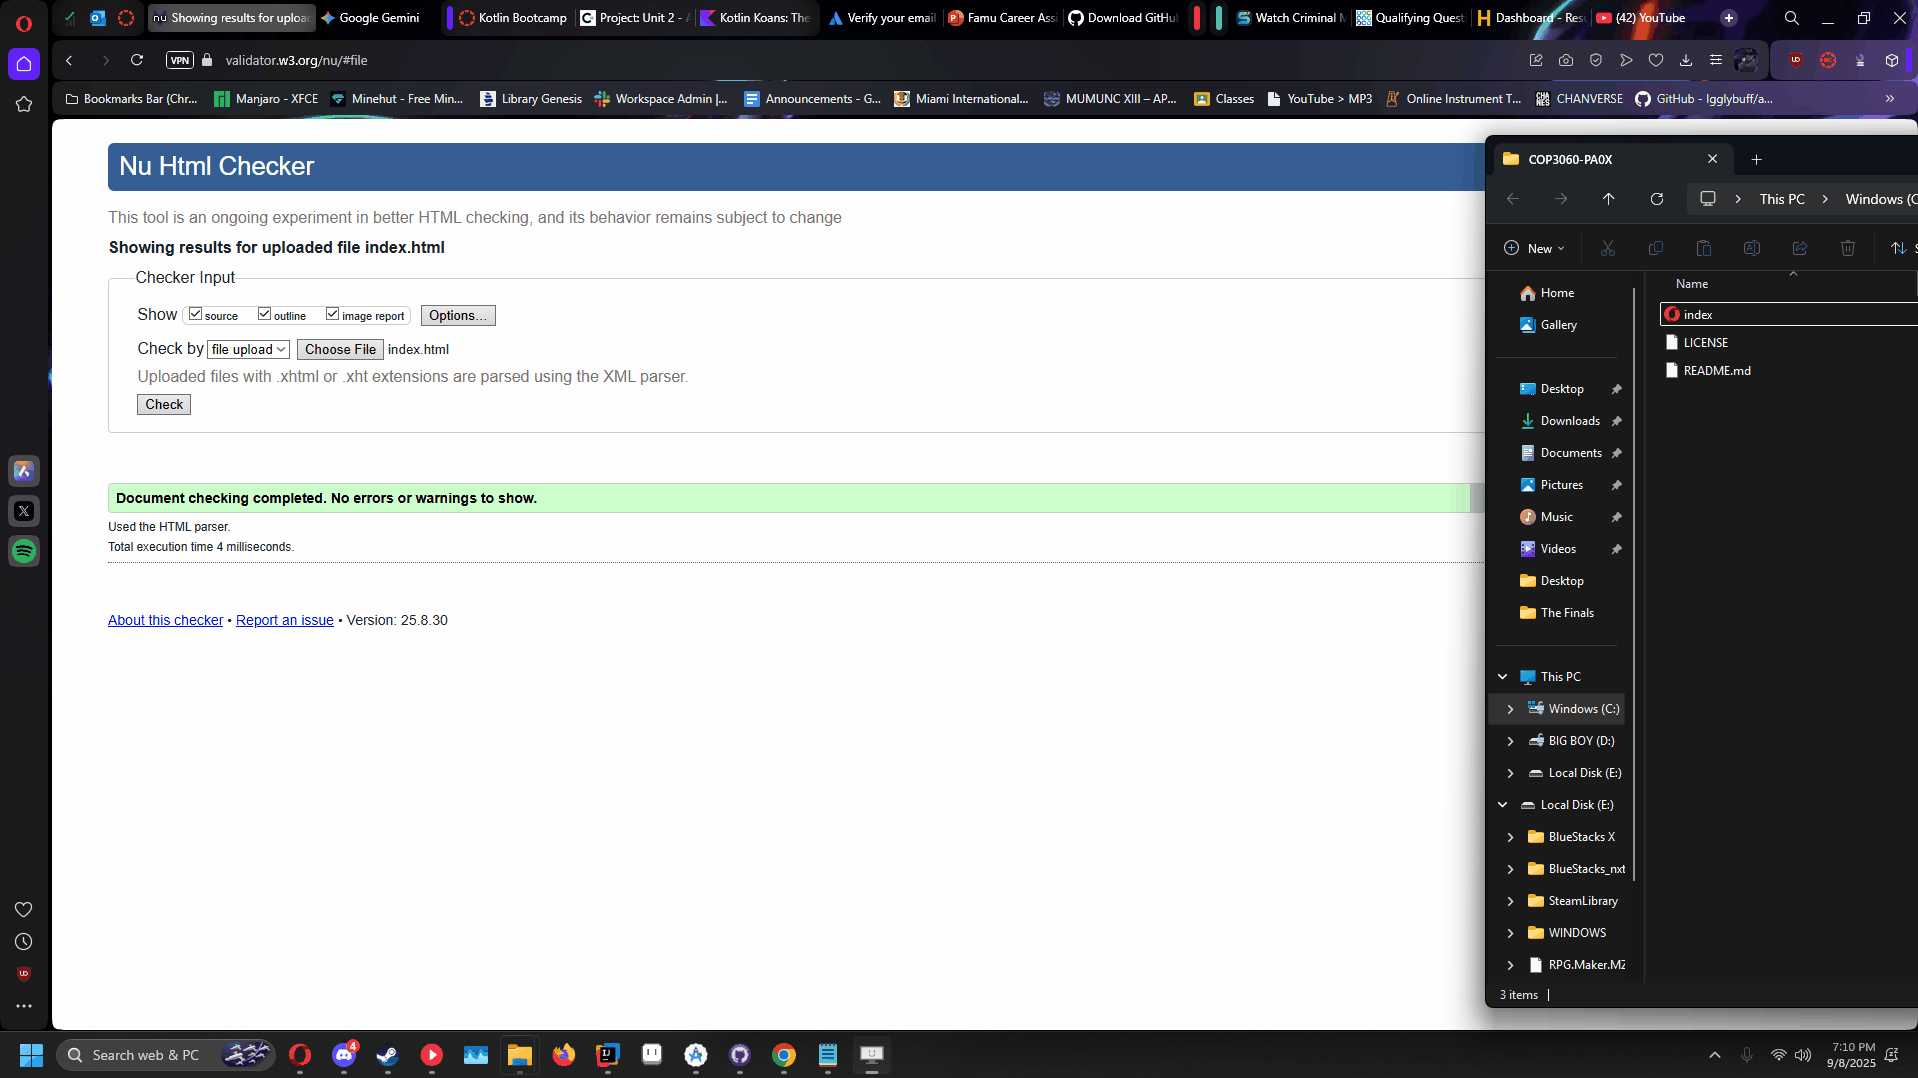 Showing results for uploac
Google Gemini
Kotlin Bootcamp
Project: Unit 2 - A
Kotlin Koans: The
Verify your email
Famu Career Assi
Download GitHu
Watch Criminal M
Qualifying Questi
Dashboard - Resu
(42) YouTube
VPN
validator.w3.org/nu/#file
Bookmarks Bar (Chr...
Manjaro - XFCE
Minehut - Free Min...
Library Genesis
Workspace Admin |...
Announcements - G...
Miami International...
MUMUNC XIII – AP...
Classes
YouTube > MP3
Online Instrument T...
CHANVERSE
GitHub - Igglybuff/a...
Nu Html Checker
This tool is an ongoing experiment in better HTML checking, and its behavior remains subject to change
Showing results for uploaded file index.html
Checker Input
Show source outline image report Options...
Check by file upload Choose File index.html
Uploaded files with .xhtml or .xht extensions are parsed using the XML parser.
Check
Document checking completed. No errors or warnings to show.
Used the HTML parser.
Total execution time 4 milliseconds.
About this checker • Report an issue • Version: 25.8.30
COP3060-PA0X
This PC > Windows (C
New
S
Name
index
LICENSE
README.md
Home
Gallery
Desktop
Downloads
Documents
Pictures
Music
Videos
Desktop
The Finals
This PC
Windows (C:)
BIG BOY (D:)
Local Disk (E:)
Local Disk (E:)
BlueStacks X
BlueStacks_nxt
SteamLibrary
WINDOWS
RPG.Maker.MZ
3 items
Search web & PC
4
7:10 PM
9/8/2025